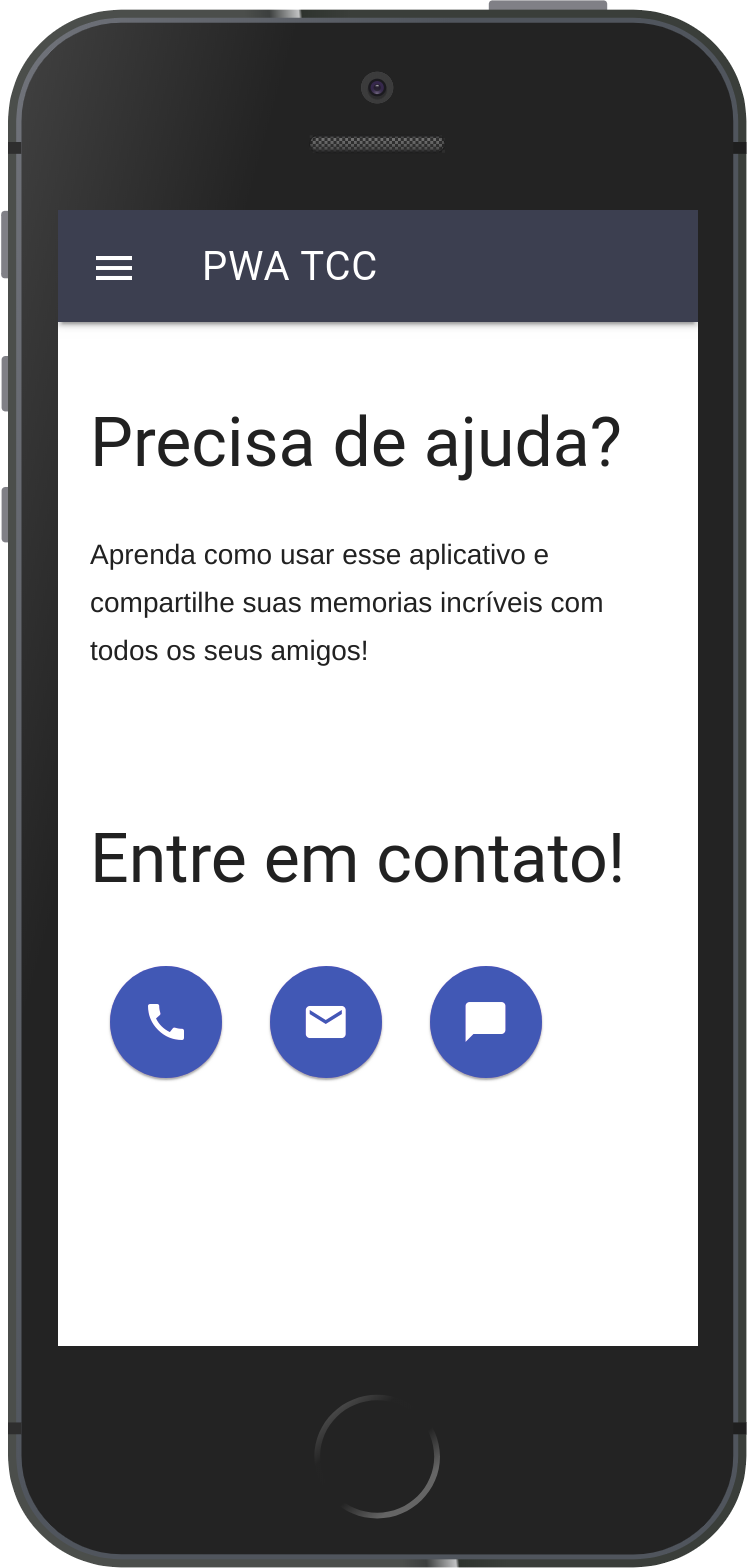 PWA TCC
Precisa de ajuda?
Aprenda como usar esse aplicativo e
compartilhe suas memorias incríveis com
todos os seus amigos!
Entre em contato!